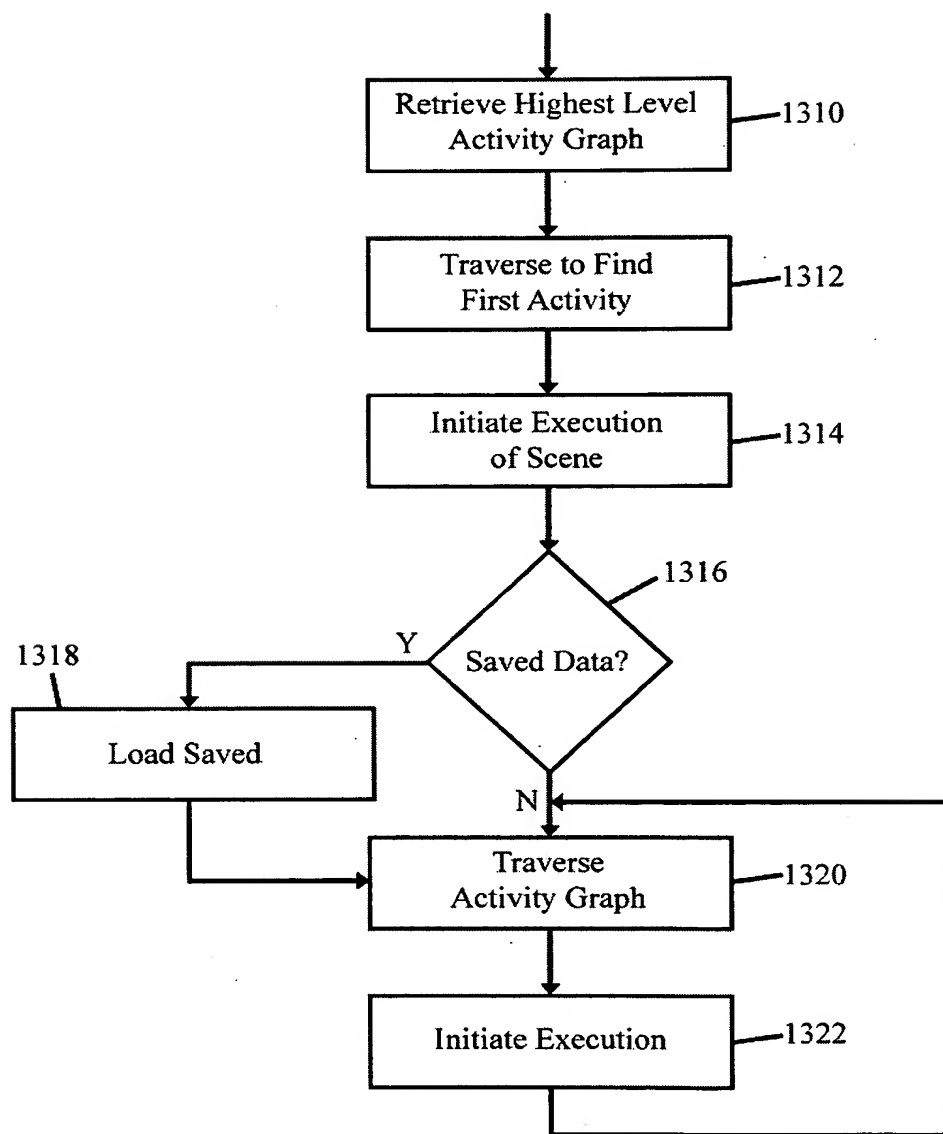 Retrieve Highest Level
Activity Graph
1310
Traverse to Find
First Activity
1312
Initiate Execution
of Scene
1314
1316
Saved Data?
Y
1318
Load Saved
N
Traverse
Activity Graph
1320
Initiate Execution
1322